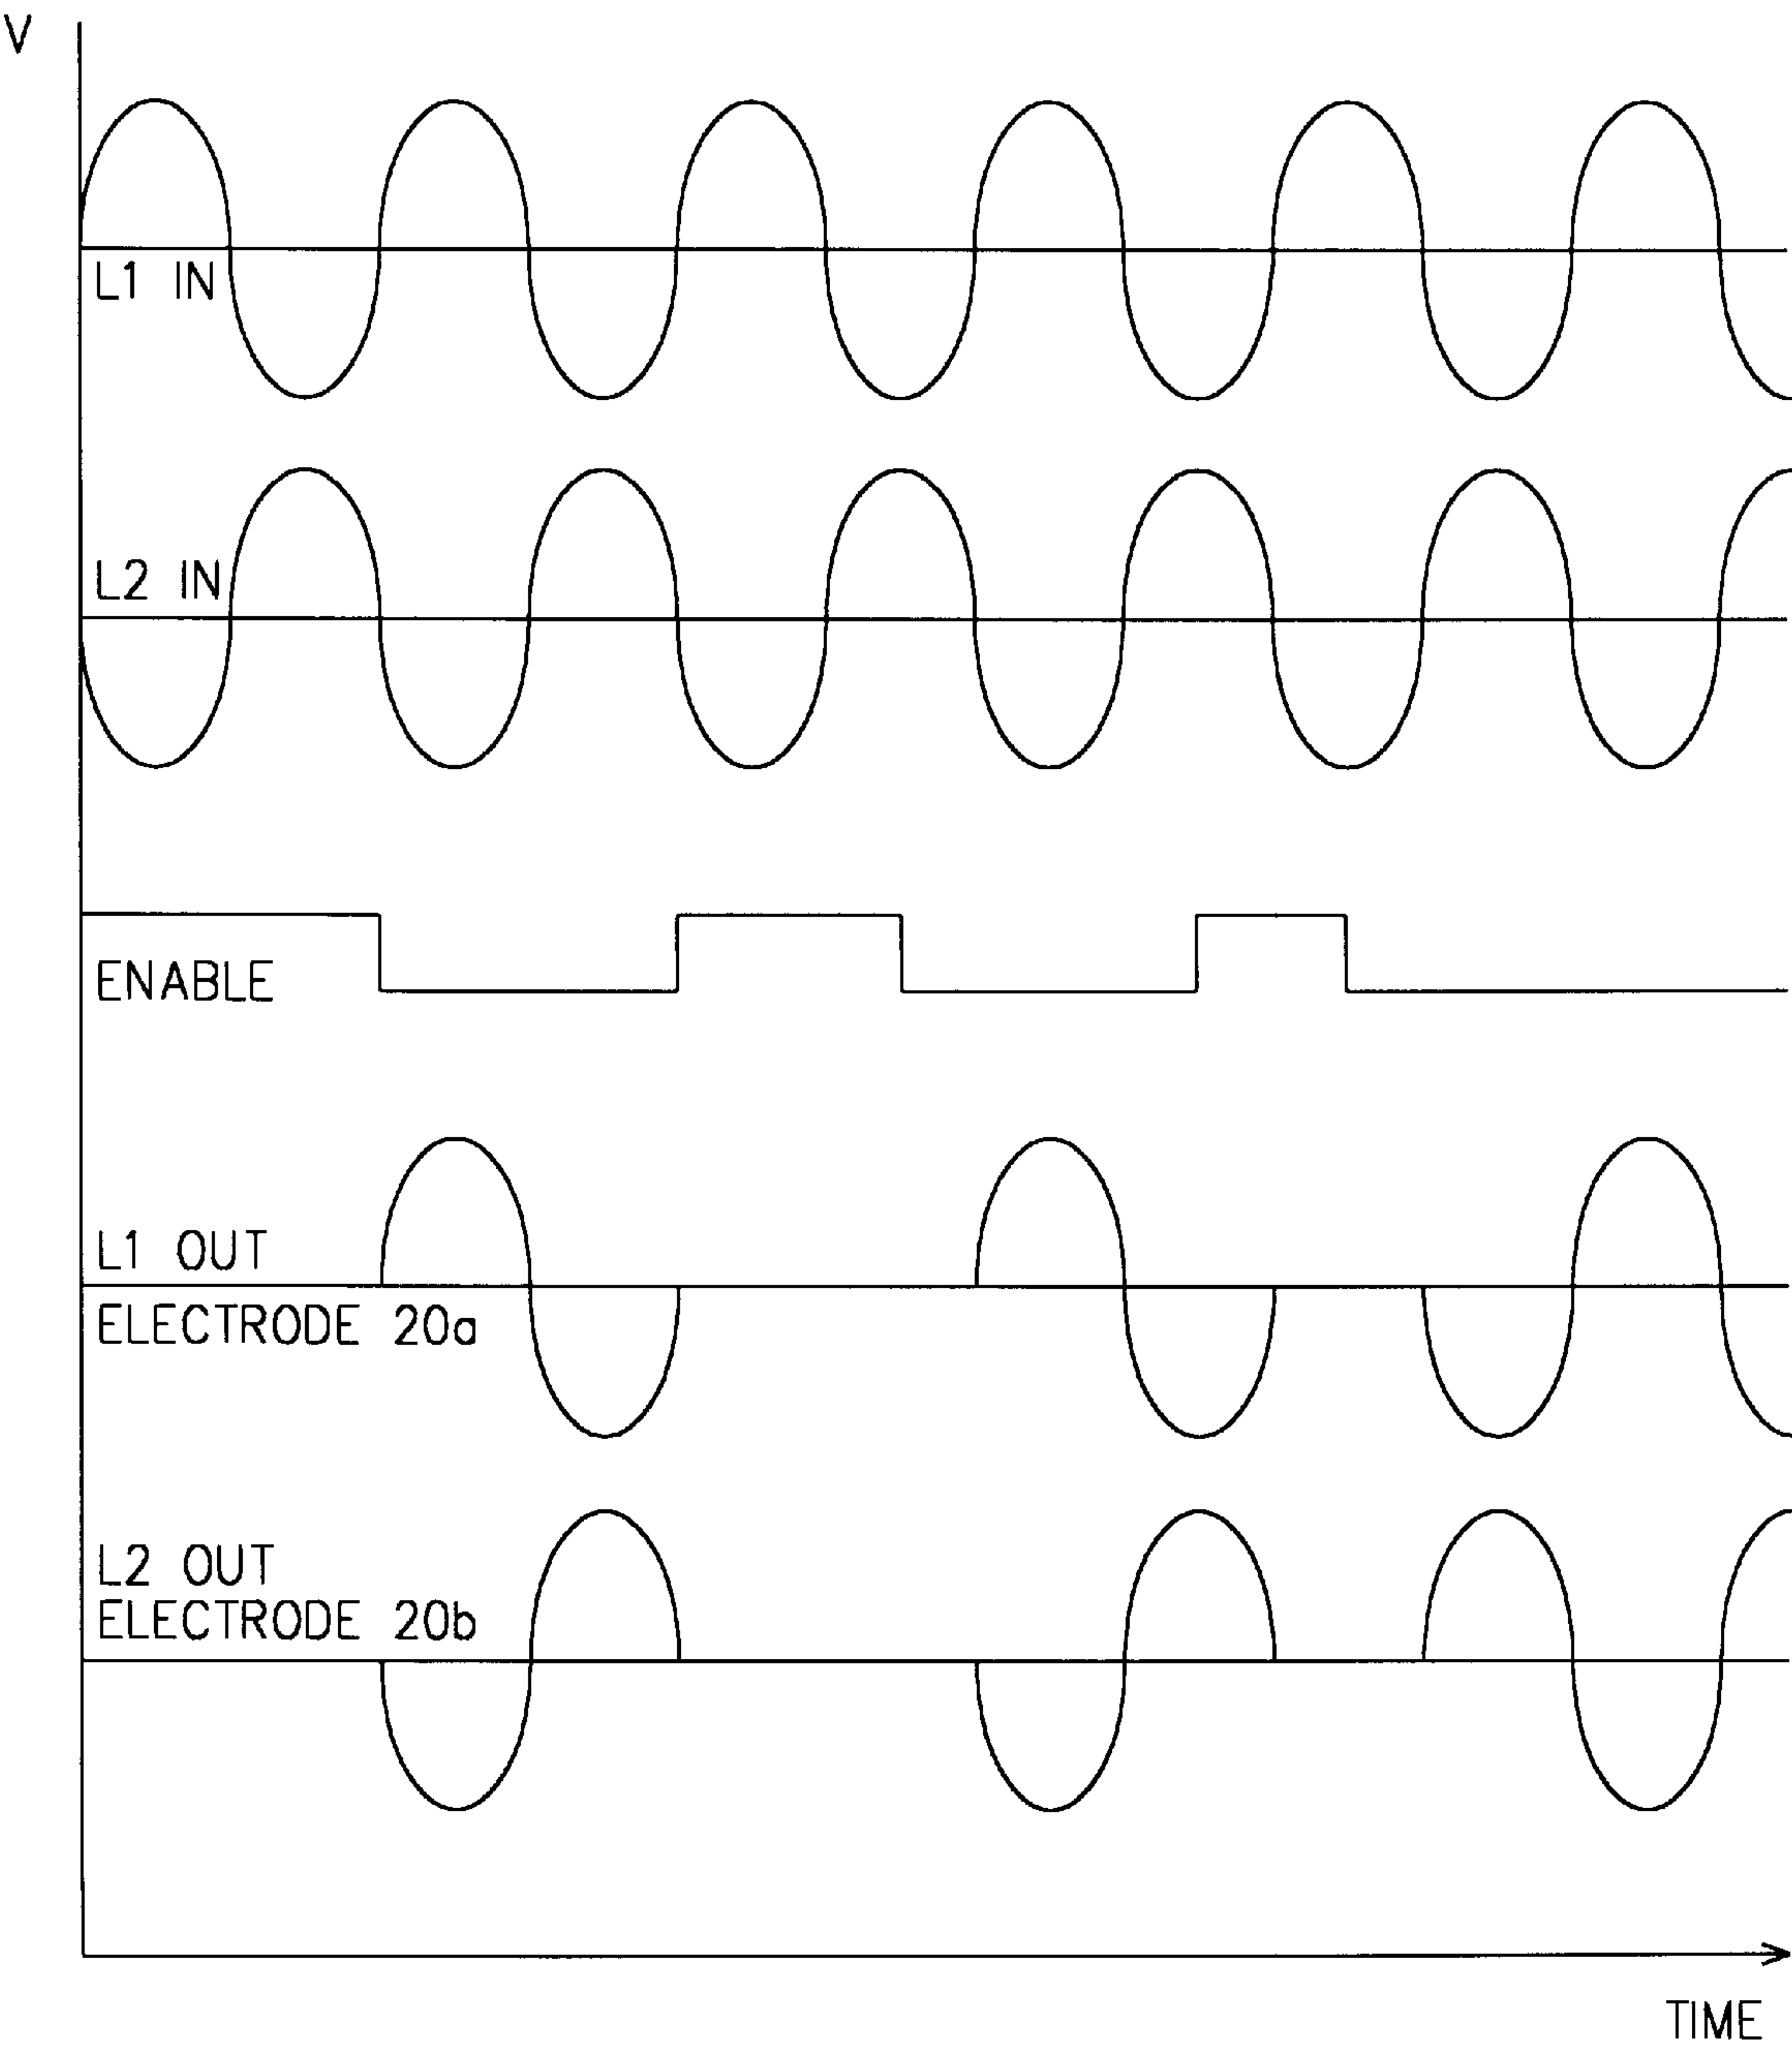 V
L1 IN
L2 IN
ENABLE
L1 OUT
ELECTRODE 20a
L2 OUT
ELECTRODE 20b
TIME